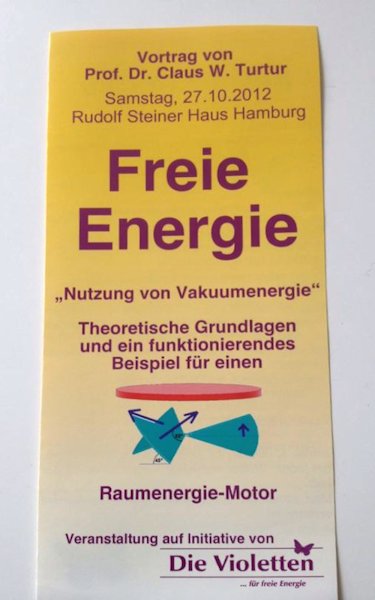 Vortrag von
Prof. Dr. Claus W. Turtur
Samstag, 27.10.2012
Rudolf Steiner Haus Hamburg
Freie
Energie
„Nutzung von Vakuumenergie“
Theoretische Grundlagen
und ein funktionierendes
Beispiel für einen
45°
Raumenergie-Motor
Veranstaltung auf Initiative von
Die Violetten
... für freie Energie